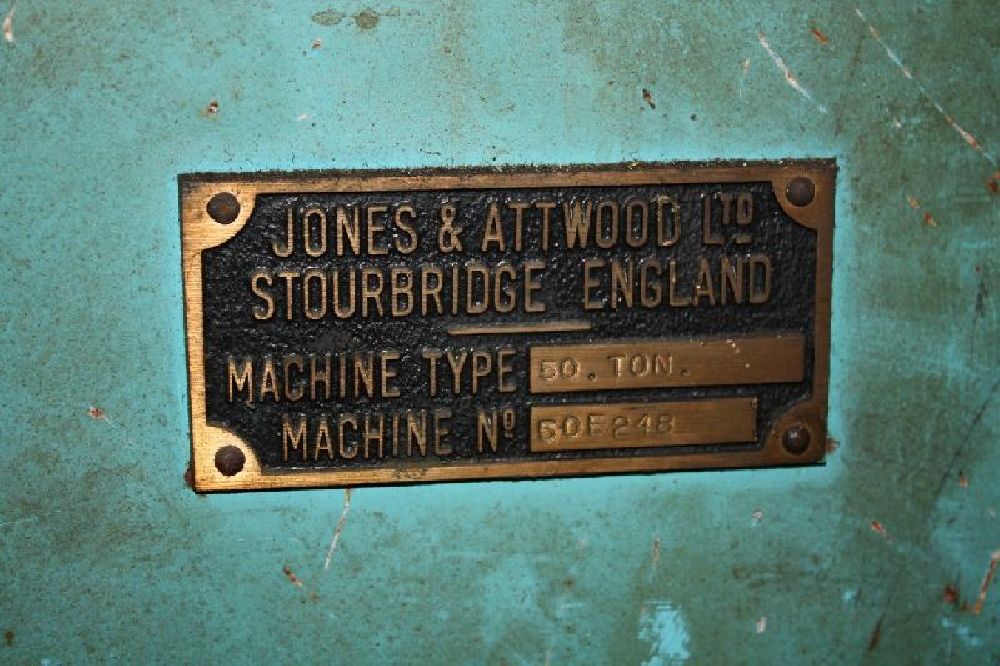 JONES & ATTWOOD LTD
STOURBRIDGE ENGLAND
MACHINE TYPE 50. TON.
MACHINE Nº 50E248